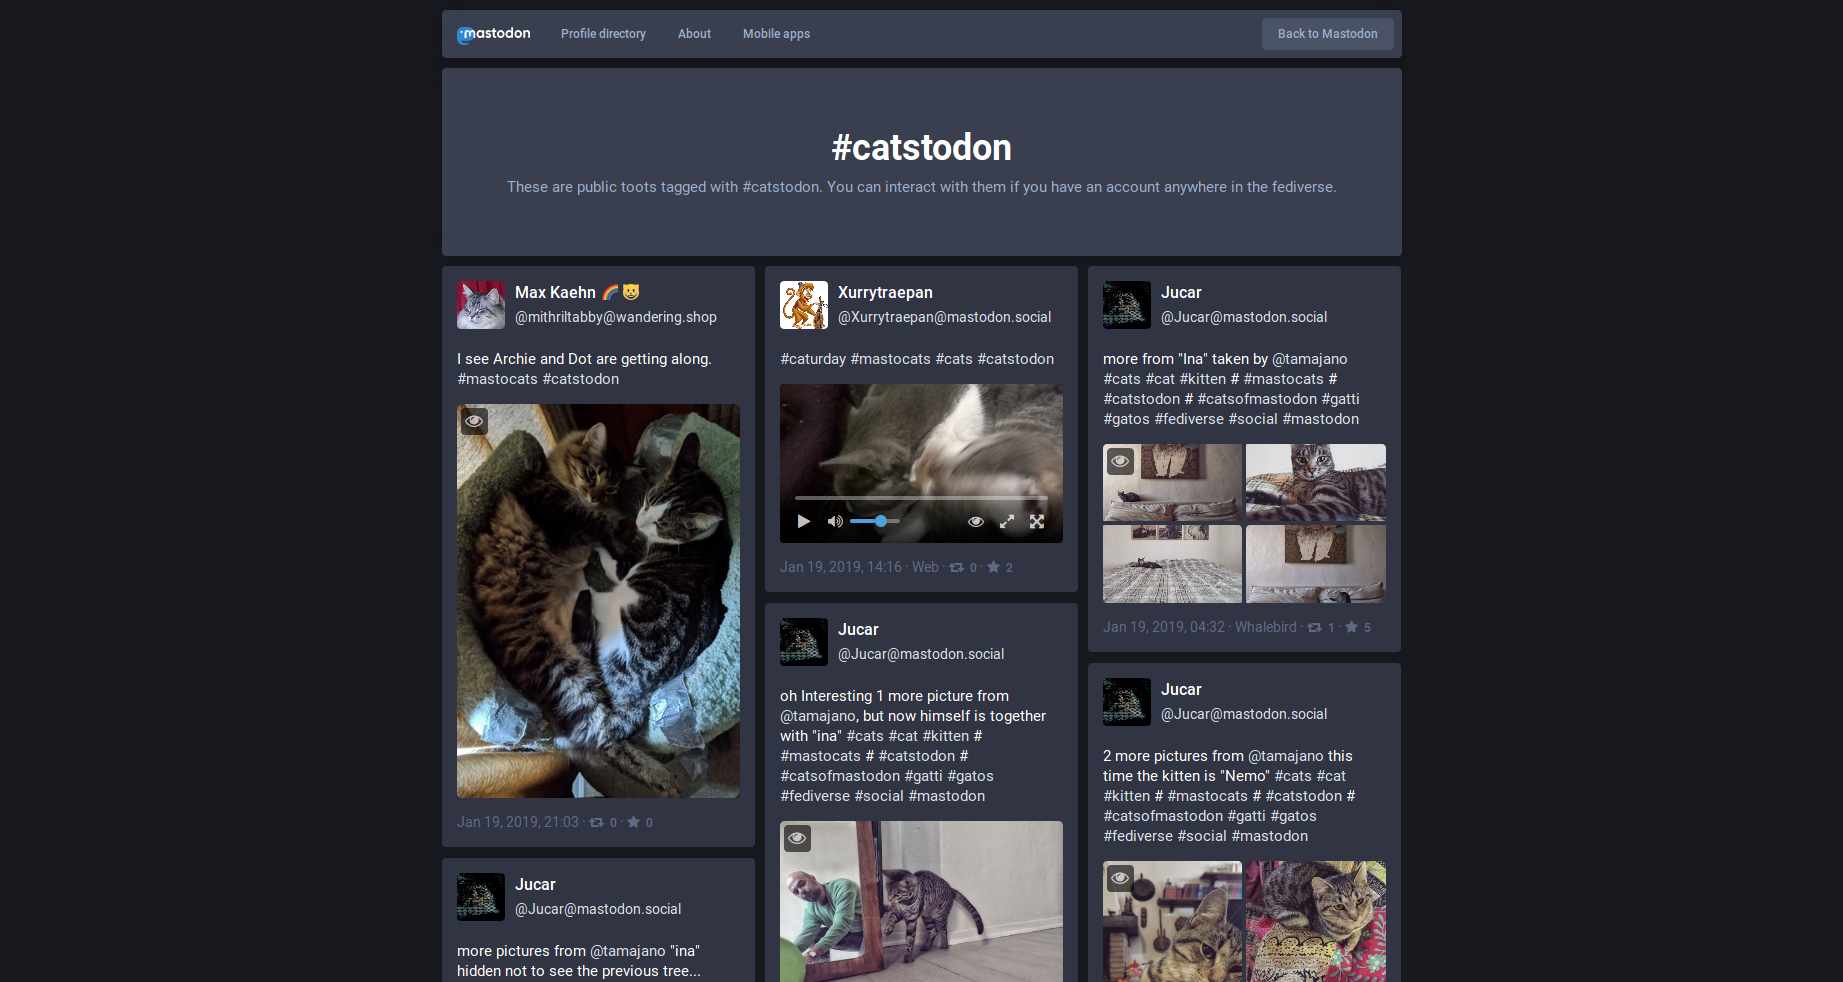 mastodon
Profile directory
About
Mobile apps
Back to Mastodon
#catstodon
These are public toots tagged with #catstodon. You can interact with them if you have an account anywhere in the fediverse.
Max Kaehn 🌈😺
@mithriltabby@wandering.shop
I see Archie and Dot are getting along.
#mastocats #catstodon
Jan 19, 2019, 21:03 · 0 · 0
Jucar
@Jucar@mastodon.social
more pictures from @tamajano "ina"
hidden not to see the previous tree...
Xurrytraepan
@Xurrytraepan@mastodon.social
#caturday #mastocats #cats #catstodon
Jan 19, 2019, 14:16 · Web · 0 · 2
Jucar
@Jucar@mastodon.social
oh Interesting 1 more picture from
@tamajano, but now himself is together
with "ina" #cats #cat #kitten #
#mastocats # #catstodon #
#catsofmastodon #gatti #gatos
#fediverse #social #mastodon
Jucar
@Jucar@mastodon.social
more from "Ina" taken by @tamajano
#cats #cat #kitten # #mastocats #
#catstodon # #catsofmastodon #gatti
#gatos #fediverse #social #mastodon
Jan 19, 2019, 04:32 · Whalebird · 1 · 5
Jucar
@Jucar@mastodon.social
2 more pictures from @tamajano this
time the kitten is "Nemo" #cats #cat
#kitten # #mastocats # #catstodon #
#catsofmastodon #gatti #gatos
#fediverse #social #mastodon